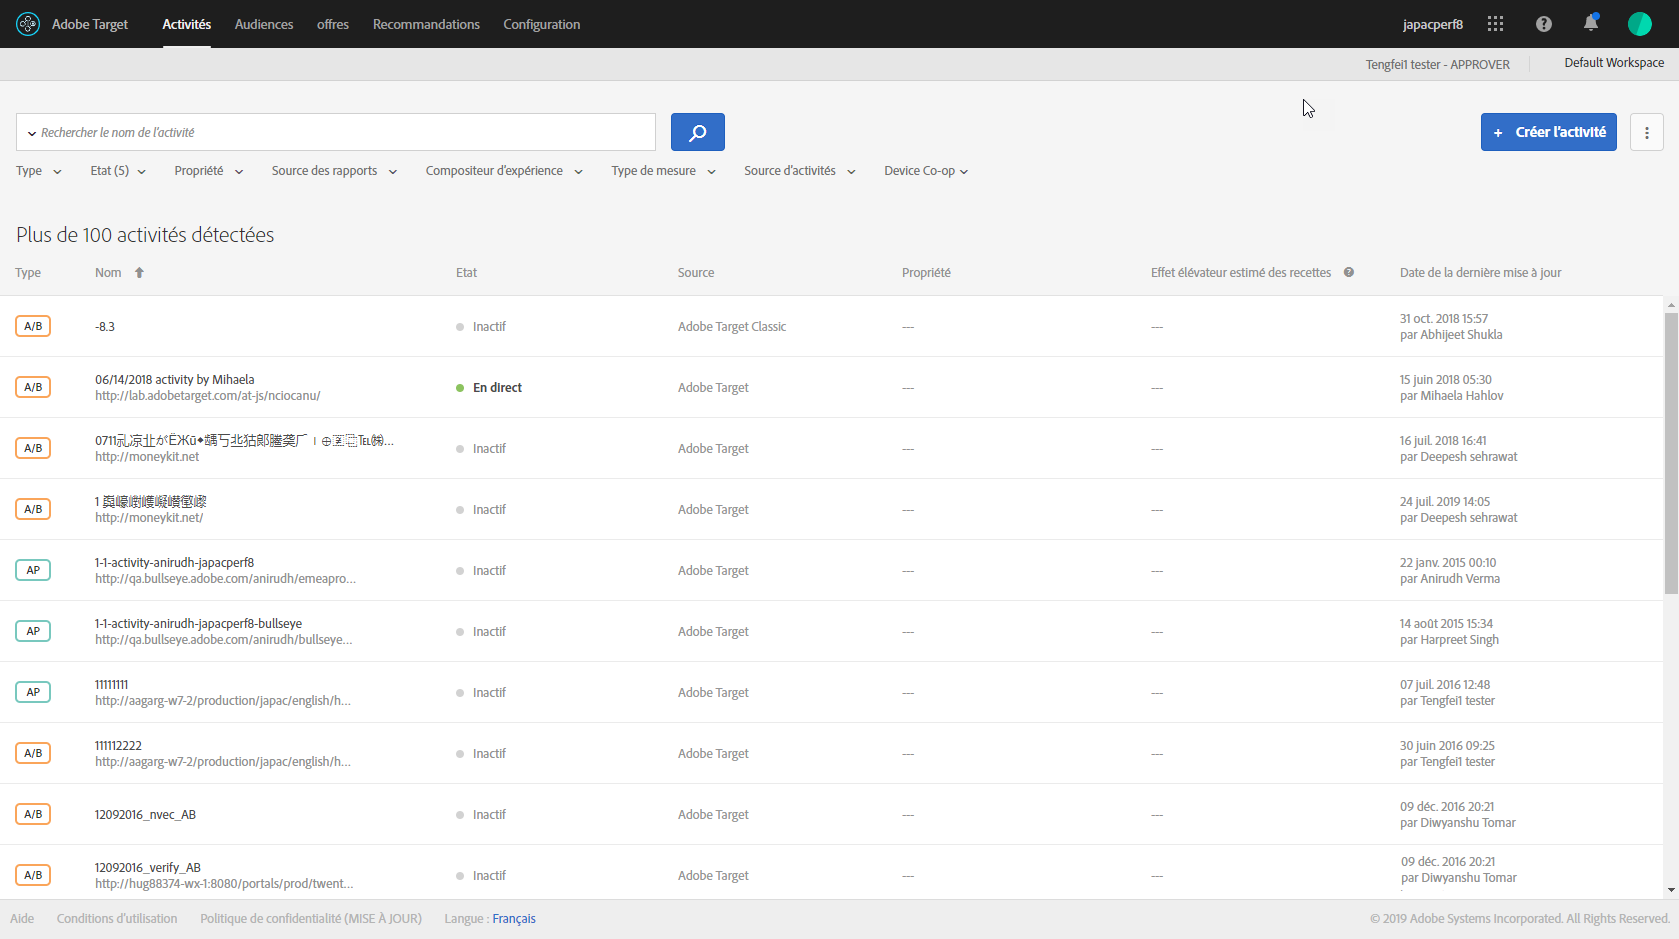 Adobe Target
Activités
Audiences
offres
Recommandations
Configuration
japacperf8
Tengfei1 tester - APPROVER
Default Workspace
Rechercher le nom de l'activité
+ Créer l'activité
Type
Etat (5)
Propriété
Source des rapports
Compositeur d'expérience
Type de mesure
Source d'activités
Device Co-op
Plus de 100 activités détectées
Type
Nom
Etat
Source
Propriété
Effet élévateur estimé des recettes
Date de la dernière mise à jour
A/B
-8.3
Inactif
Adobe Target Classic
---
---
31 oct. 2018 15:57
par Abhijeet Shukla
A/B
06/14/2018 activity by Mihaela
http://lab.adobetarget.com/at-js/nciocanu/
En direct
Adobe Target
---
---
15 juin 2018 05:30
par Mihaela Hahlov
A/B
http://moneykit.net
Inactif
Adobe Target
---
---
16 juil. 2018 16:41
par Deepesh sehrawat
A/B
http://moneykit.net/
Inactif
Adobe Target
---
---
24 juil. 2019 14:05
par Deepesh sehrawat
AP
1-1-activity-anirudh-japacperf8
http://qa.bullseye.adobe.com/anirudh/emeapro...
Inactif
Adobe Target
---
---
22 janv. 2015 00:10
par Anirudh Verma
AP
1-1-activity-anirudh-japacperf8-bullseye
http://qa.bullseye.adobe.com/anirudh/bullseye...
Inactif
Adobe Target
---
---
14 août 2015 15:34
par Harpreet Singh
AP
11111111
http://aagarg-w7-2/production/japac/english/h...
Inactif
Adobe Target
---
---
07 juil. 2016 12:48
par Tengfei1 tester
A/B
111112222
http://aagarg-w7-2/production/japac/english/h...
Inactif
Adobe Target
---
---
30 juin 2016 09:25
par Tengfei1 tester
A/B
12092016_nvec_AB
Inactif
Adobe Target
---
---
09 déc. 2016 20:21
par Diwyanshu Tomar
A/B
12092016_verify_AB
http://hug88374-wx-1:8080/portals/prod/twent...
Inactif
Adobe Target
---
---
09 déc. 2016 20:21
par Diwyanshu Tomar
Aide
Conditions d'utilisation
Politique de confidentialité (MISE À JOUR)
Langue : Français
© 2019 Adobe Systems Incorporated. All Rights Reserved.